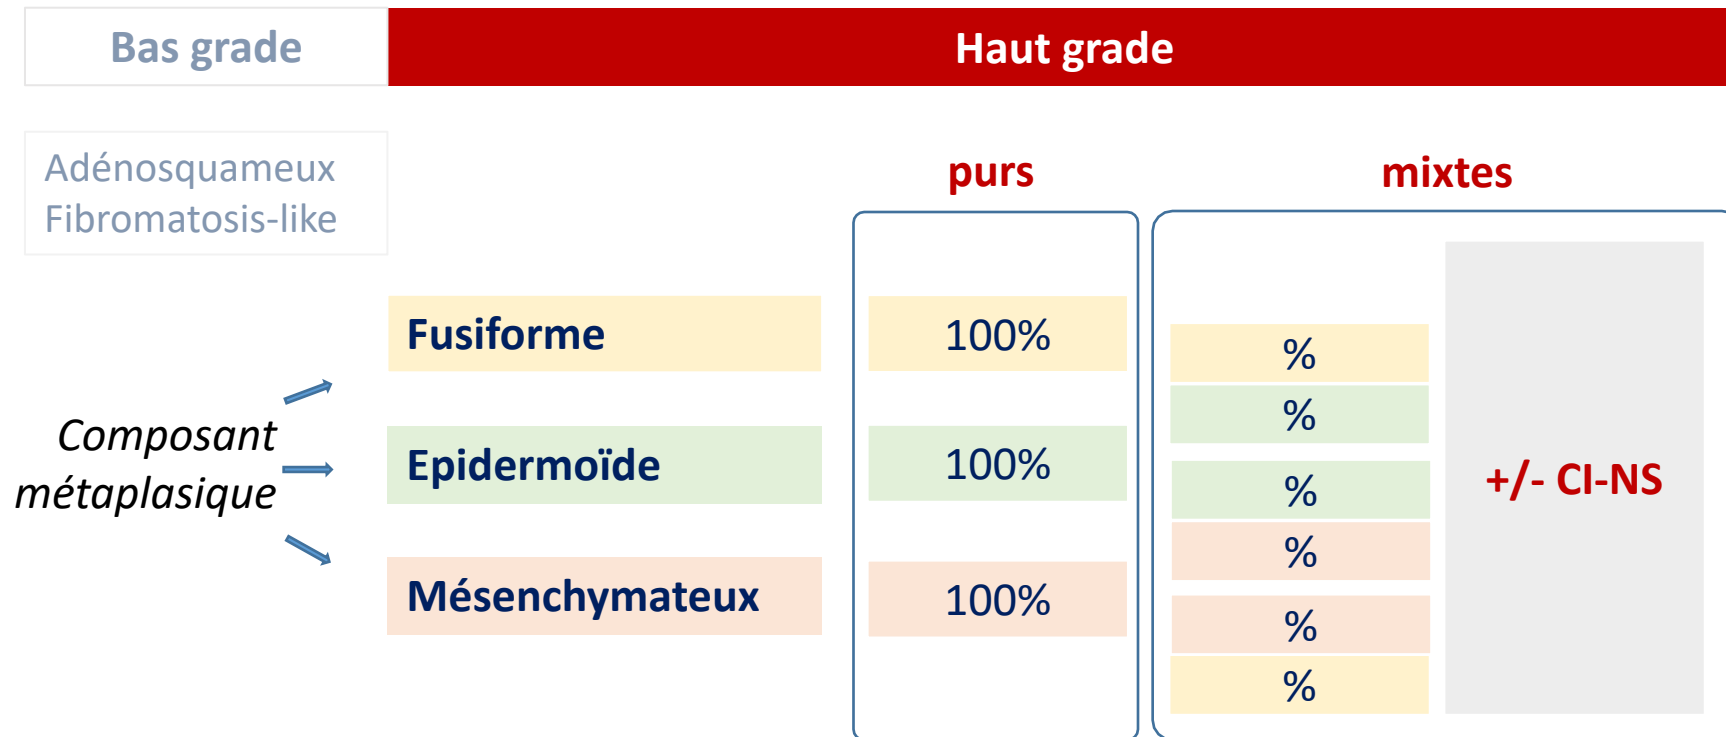 Bas grade
Haut grade
Adénosquameux
Fibromatosis-like
purs
mixtes
Composant
métaplasique
Fusiforme
100%
Epidermoïde
100%
Mésenchymateux
100%
%
%
%
%
%
%
+/- CI-NS